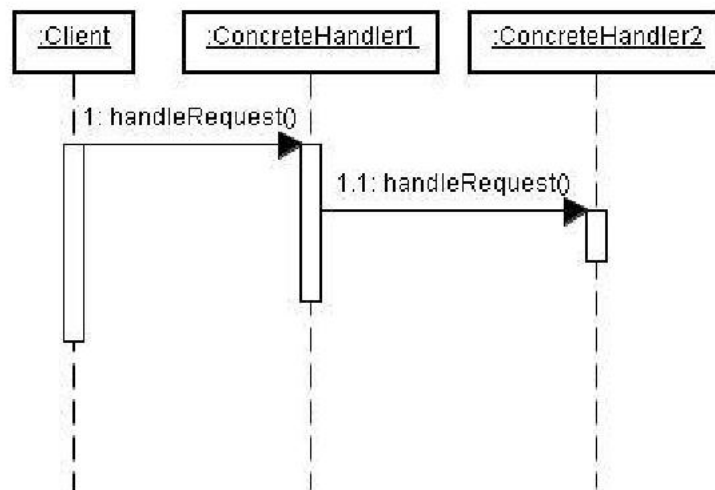 :Client
:ConcreteHandler1
:ConcreteHandler2
1: handleRequest()
1.1: handleRequest()